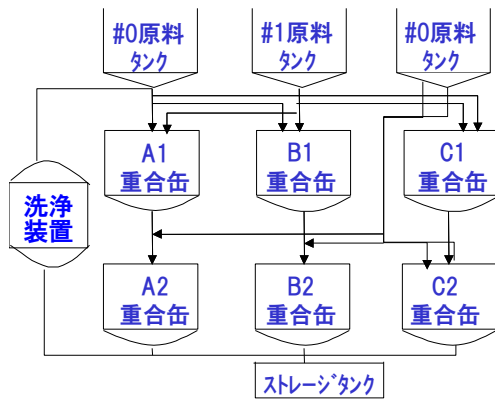 #0原料
タンク
#1原料
タンク
#0原料
タンク
A1
重合缶
B1
重合缶
C1
重合缶
洗浄
装置
A2
重合缶
B2
重合缶
C2
重合缶
ストレージタンク